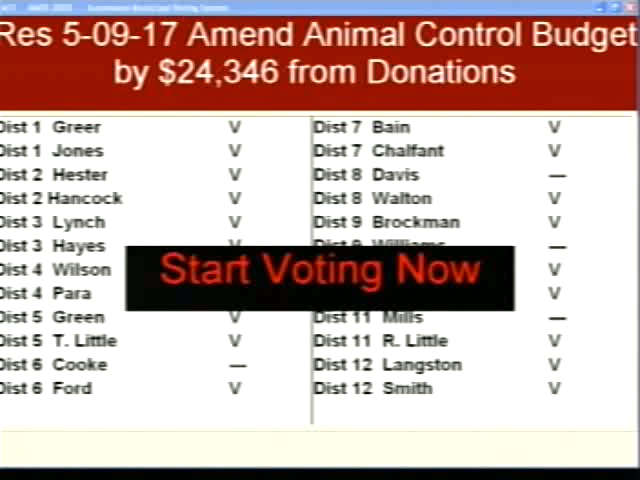 Res 5-09-17 Amend Animal Control Budget
by $24,346 from Donations
Dist 1 Greer V
Dist 1 Jones V
Dist 2 Hester V
Dist 2 Hancock V
Dist 3 Lynch V
Dist 3 Hayes V
Dist 4 Wilson
Dist 4 Para
Dist 5 Green V
Dist 5 T. Little V
Dist 6 Cooke —
Dist 6 Ford V
Dist 7 Bain V
Dist 7 Chalfant V
Dist 8 Davis —
Dist 8 Walton V
Dist 9 Brockman V
Dist 9 Williams —
V
V
Dist 11 Mills —
Dist 11 R. Little V
Dist 12 Langston V
Dist 12 Smith V
Start Voting Now